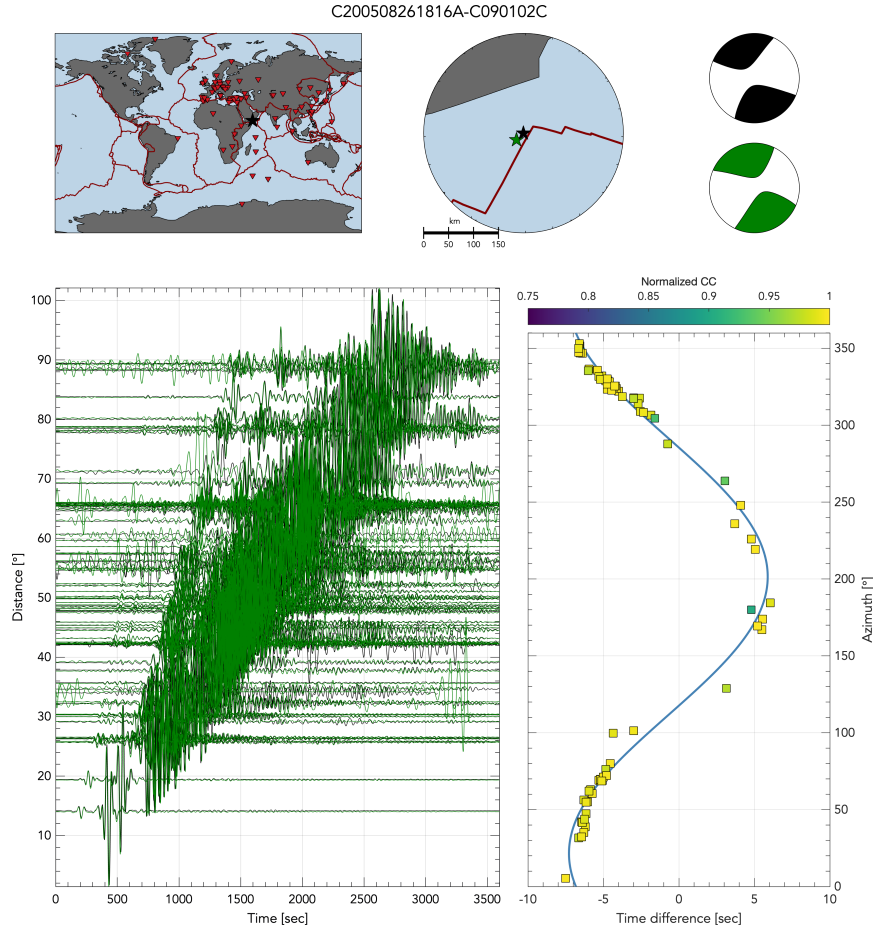 C200508261816A-C090102C
km
0 50 100 150
Normalized CC
0.75 0.8 0.85 0.9 0.95 1
Distance [°]
100
90
80
70
60
50
40
30
20
10
0 500 1000 1500 2000 2500 3000 3500
Time [sec]
350
300
250
200
150
100
50
0
Azimuth [°]
-10 -5 0 5 10
Time difference [sec]